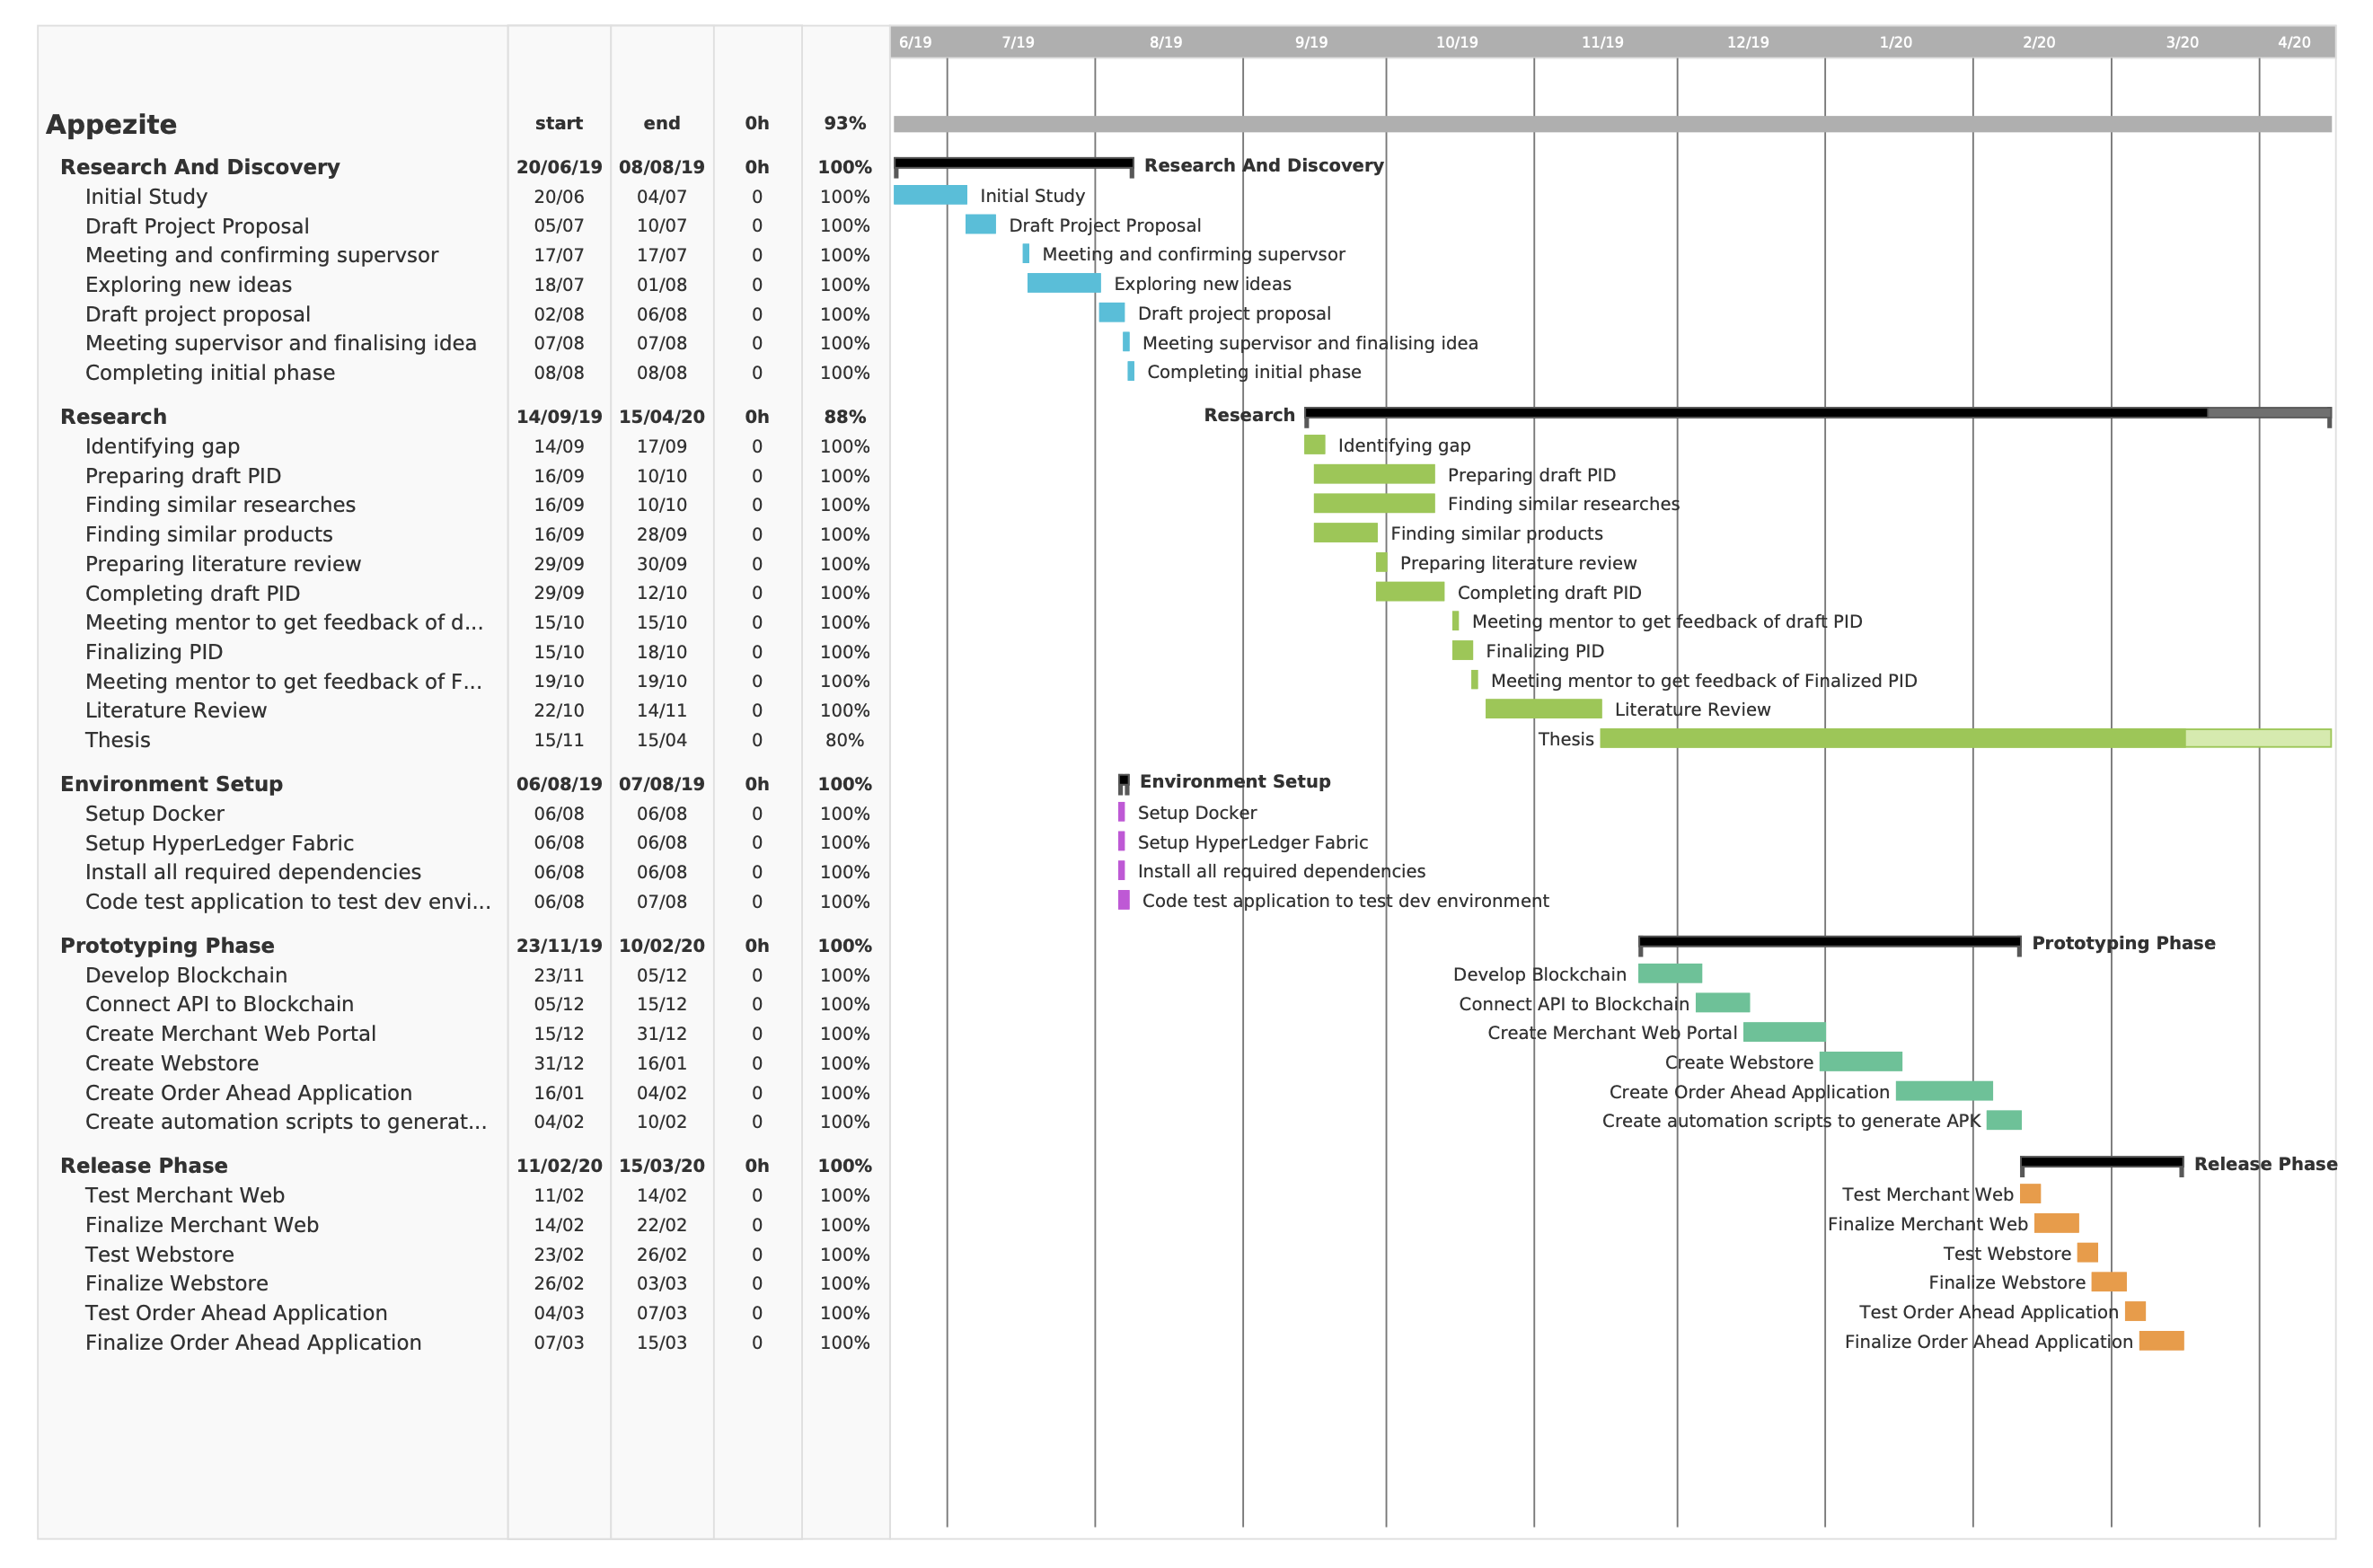 6/19 7/19 8/19 9/19 10/19 11/19 12/19 1/20 2/20 3/20 4/20
Appezite start end 0h 93%
Research And Discovery 20/06/19 08/08/19 0h 100% Research And Discovery
Initial Study 20/06 04/07 0 100% Initial Study
Draft Project Proposal 05/07 10/07 0 100% Draft Project Proposal
Meeting and confirming supervsor 17/07 17/07 0 100% Meeting and confirming supervsor
Exploring new ideas 18/07 01/08 0 100% Exploring new ideas
Draft project proposal 02/08 06/08 0 100% Draft project proposal
Meeting supervisor and finalising idea 07/08 07/08 0 100% Meeting supervisor and finalising idea
Completing initial phase 08/08 08/08 0 100% Completing initial phase
Research 14/09/19 15/04/20 0h 88% Research
Identifying gap 14/09 17/09 0 100% Identifying gap
Preparing draft PID 16/09 10/10 0 100% Preparing draft PID
Finding similar researches 16/09 10/10 0 100% Finding similar researches
Finding similar products 16/09 28/09 0 100% Finding similar products
Preparing literature review 29/09 30/09 0 100% Preparing literature review
Completing draft PID 29/09 12/10 0 100% Completing draft PID
Meeting mentor to get feedback of d... 15/10 15/10 0 100% Meeting mentor to get feedback of draft PID
Finalizing PID 15/10 18/10 0 100% Finalizing PID
Meeting mentor to get feedback of F... 19/10 19/10 0 100% Meeting mentor to get feedback of Finalized PID
Literature Review 22/10 14/11 0 100% Literature Review
Thesis 15/11 15/04 0 80% Thesis
Environment Setup 06/08/19 07/08/19 0h 100% Environment Setup
Setup Docker 06/08 06/08 0 100% Setup Docker
Setup HyperLedger Fabric 06/08 06/08 0 100% Setup HyperLedger Fabric
Install all required dependencies 06/08 06/08 0 100% Install all required dependencies
Code test application to test dev envi... 06/08 07/08 0 100% Code test application to test dev environment
Prototyping Phase 23/11/19 10/02/20 0h 100% Prototyping Phase
Develop Blockchain 23/11 05/12 0 100% Develop Blockchain
Connect API to Blockchain 05/12 15/12 0 100% Connect API to Blockchain
Create Merchant Web Portal 15/12 31/12 0 100% Create Merchant Web Portal
Create Webstore 31/12 16/01 0 100% Create Webstore
Create Order Ahead Application 16/01 04/02 0 100% Create Order Ahead Application
Create automation scripts to generat... 04/02 10/02 0 100% Create automation scripts to generate APK
Release Phase 11/02/20 15/03/20 0h 100% Release Phase
Test Merchant Web 11/02 14/02 0 100% Test Merchant Web
Finalize Merchant Web 14/02 22/02 0 100% Finalize Merchant Web
Test Webstore 23/02 26/02 0 100% Test Webstore
Finalize Webstore 26/02 03/03 0 100% Finalize Webstore
Test Order Ahead Application 04/03 07/03 0 100% Test Order Ahead Application
Finalize Order Ahead Application 07/03 15/03 0 100% Finalize Order Ahead Application